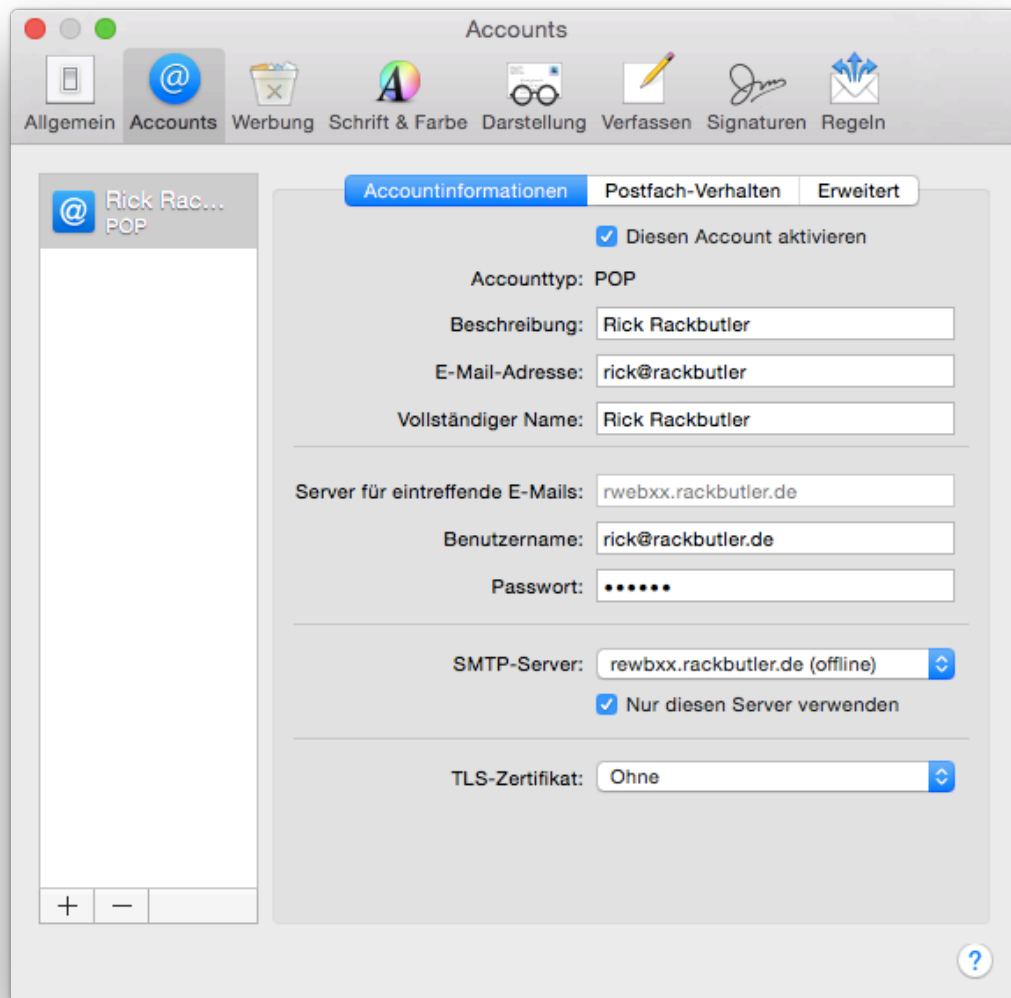 Accounts
Allgemein Accounts Werbung Schrift & Farbe Darstellung Verfassen Signaturen Regeln
Rick Rac...
POP
Accountinformationen Postfach-Verhalten Erweitert
Diesen Account aktivieren
Accounttyp: POP
Beschreibung: Rick Rackbutler
E-Mail-Adresse: rick@rackbutler
Vollständiger Name: Rick Rackbutler
Server für eintreffende E-Mails: rwebxx.rackbutler.de
Benutzername: rick@rackbutler.de
Passwort: ••••••
SMTP-Server: rewbxx.rackbutler.de (offline)
Nur diesen Server verwenden
TLS-Zertifikat: Ohne
+ −
?